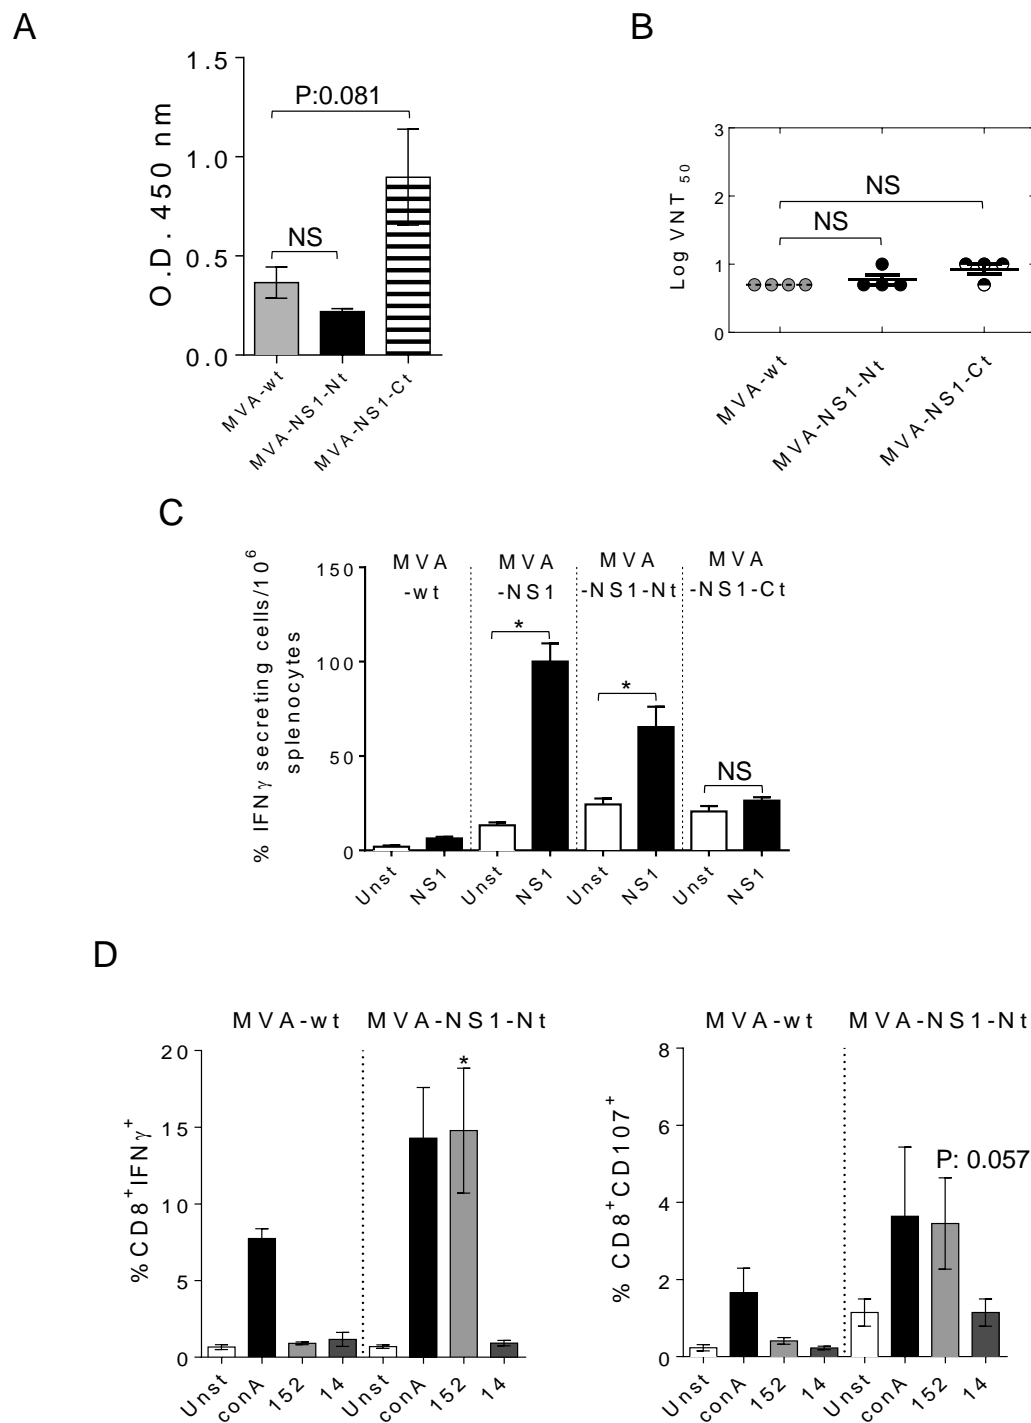 A
1.5
1.0
0.5
0.0
O.D. 450 nm
P:0.081
NS
MVA-wt
MVA-NS1-Nt
MVA-NS1-Ct
B
3
2
1
0
Log VNT 50
NS
NS
MVA-wt
MVA-NS1-Nt
MVA-NS1-Ct
C
% IFNγ secreting cells/10⁶
splenocytes
150
100
50
0
MVA
-wt
MVA
-NS1
MVA
-NS1-Nt
MVA
-NS1-Ct
*
*
NS
Unst
NS1
Unst
NS1
Unst
NS1
Unst
NS1
D
MVA-wt
MVA-NS1-Nt
%CD8⁺IFNγ⁺
20
15
10
5
0
*
Unst
conA
152
14
Unst
conA
152
14
MVA-wt
MVA-NS1-Nt
% CD8⁺CD107⁺
8
6
4
2
0
P: 0.057
Unst
conA
152
14
Unst
conA
152
14